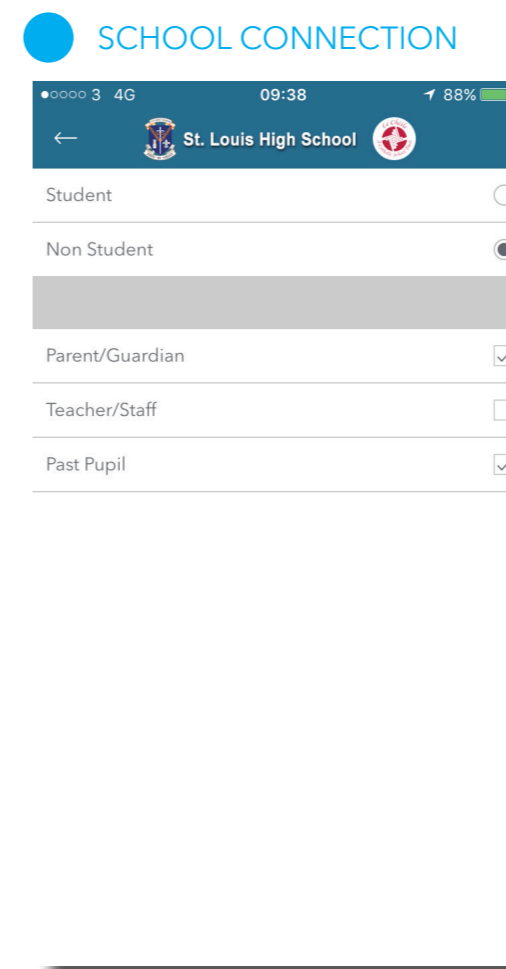 SCHOOL CONNECTION
3 4G 09:38 88%
St. Louis High School
Student
Non Student
Parent/Guardian
Teacher/Staff
Past Pupil